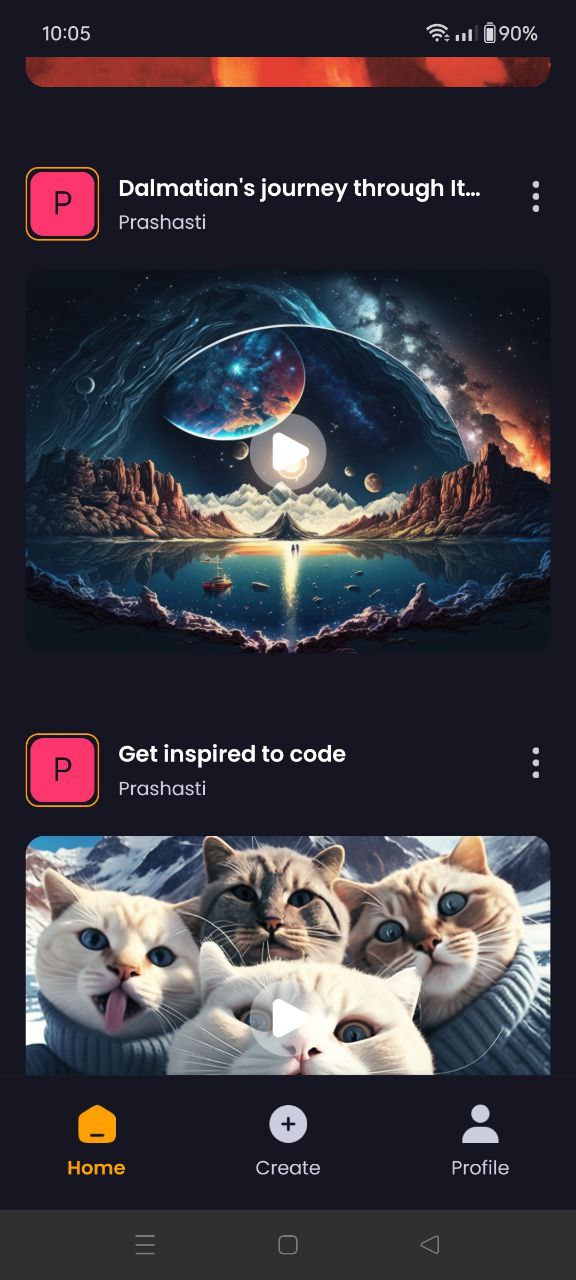 10:05
90%
P
Dalmatian's journey through It...
Prashasti
P
Get inspired to code
Prashasti
Home
Create
Profile